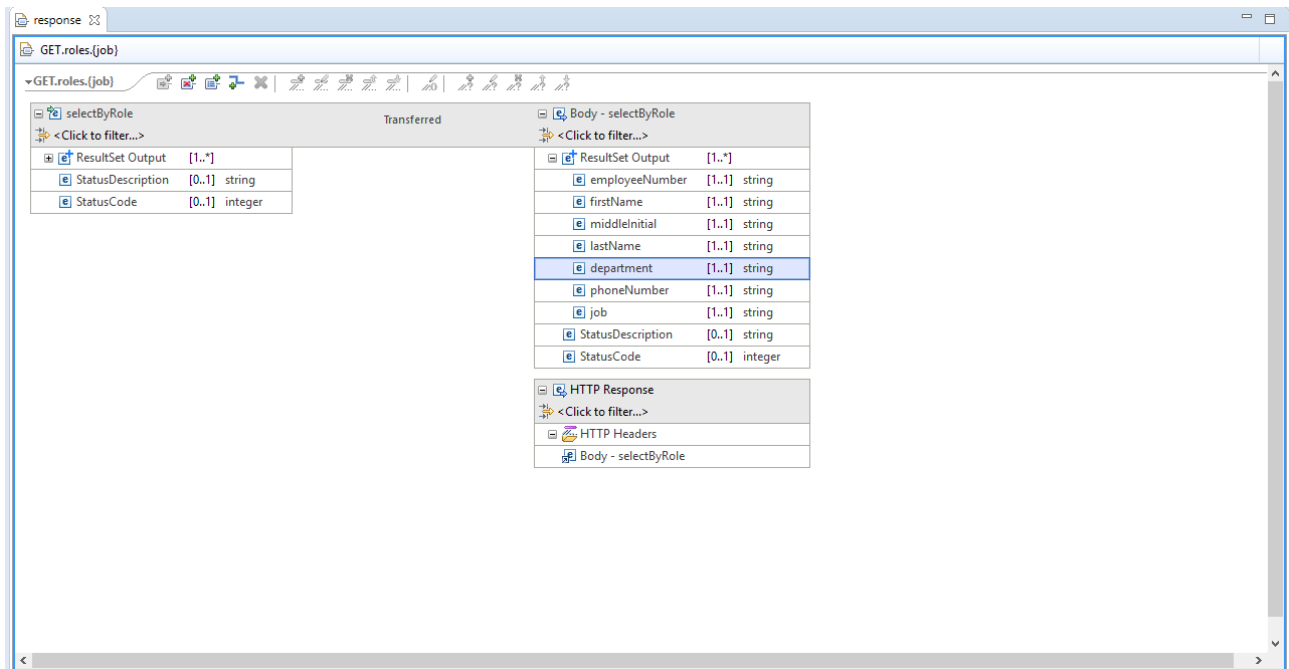 response
GET.roles.{job}
GET.roles.{job}
selectByRole
<Click to filter...>
ResultSet Output [1..*]
StatusDescription [0..1] string
StatusCode [0..1] integer
Transferred
Body - selectByRole
<Click to filter...>
ResultSet Output [1..*]
employeeNumber [1..1] string
firstName [1..1] string
middleInitial [1..1] string
lastName [1..1] string
department [1..1] string
phoneNumber [1..1] string
job [1..1] string
StatusDescription [0..1] string
StatusCode [0..1] integer
HTTP Response
<Click to filter...>
HTTP Headers
Body - selectByRole